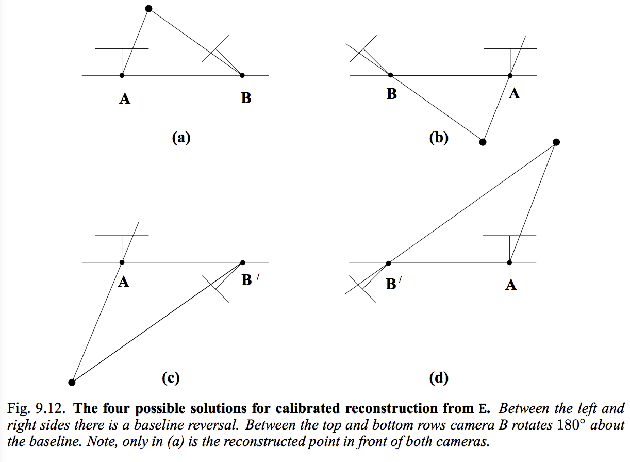 A B
(a)
B A
(b)
A B /
(c)
B / A
(d)
Fig. 9.12. The four possible solutions for calibrated reconstruction from E. Between the left and
right sides there is a baseline reversal. Between the top and bottom rows camera B rotates 180° about
the baseline. Note, only in (a) is the reconstructed point in front of both cameras.